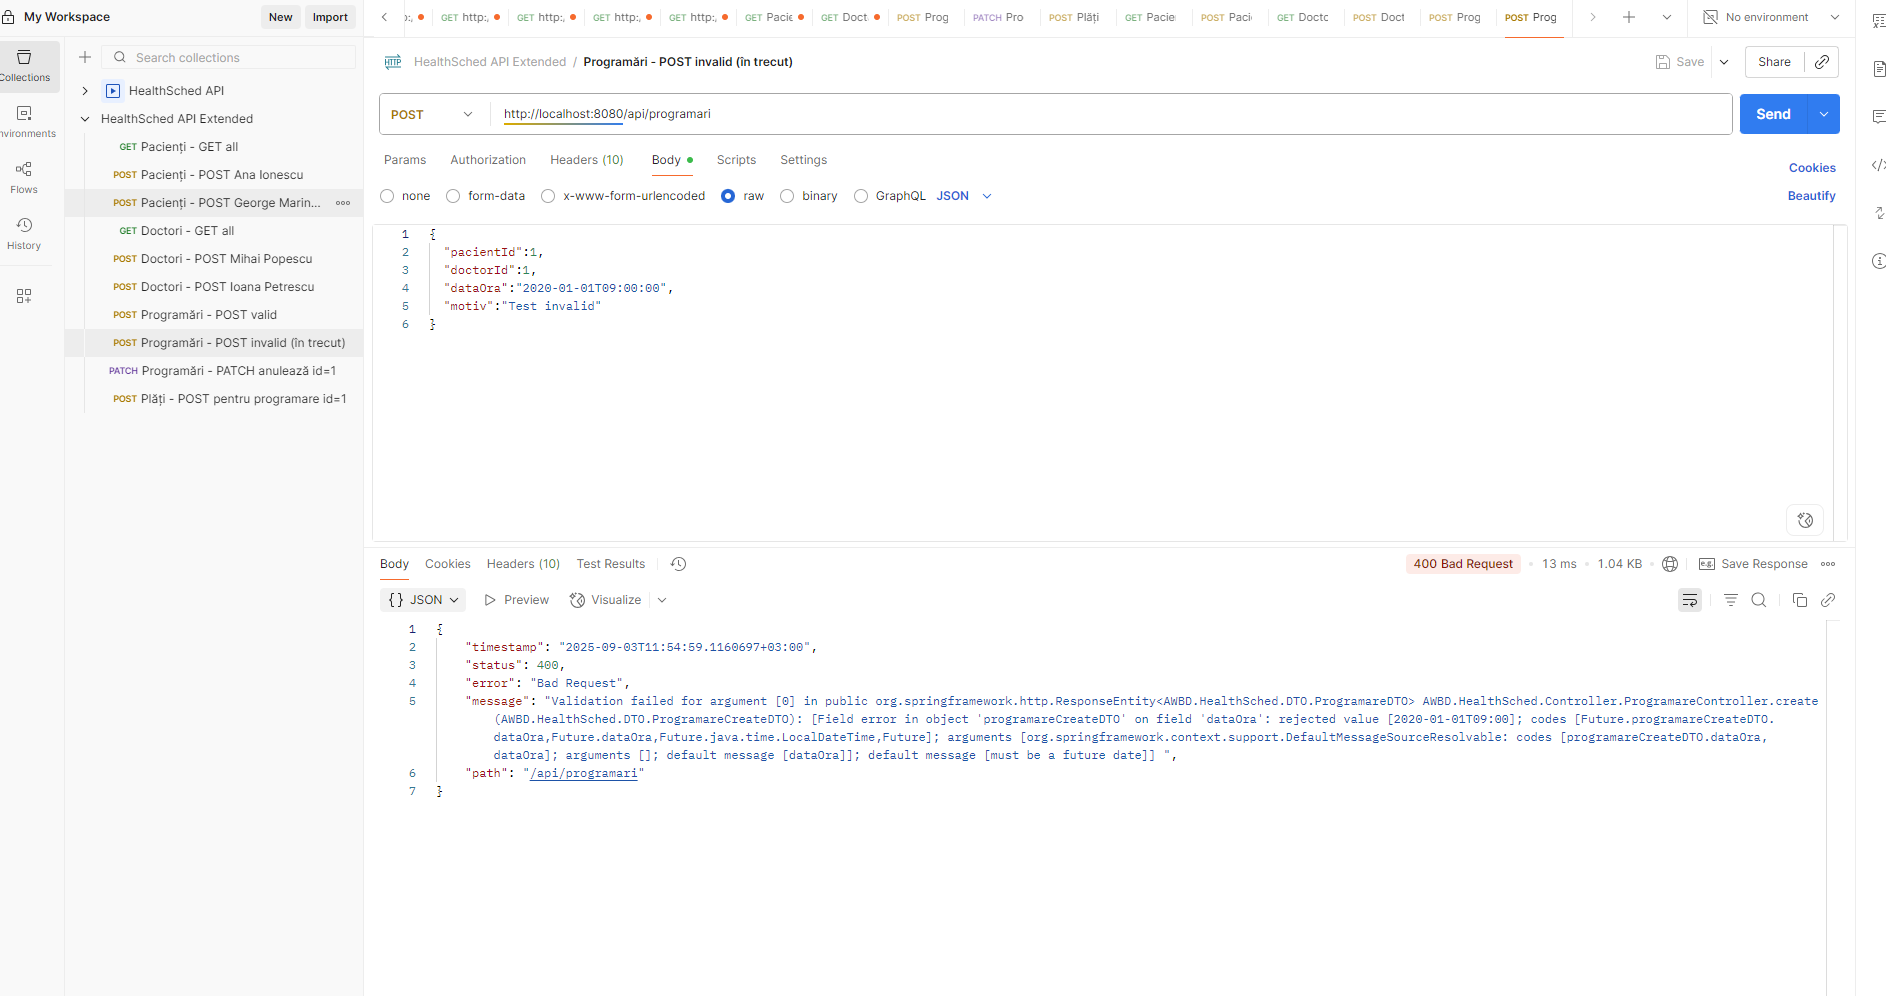 My Workspace
New
Import
http:,
GET http:,
GET http:,
GET http:,
GET http:,
GET Pacie
GET Doct
POST Prog
PATCH Pro
POST Plăți
GET Pacie
POST Paci
GET Docto
POST Doct
POST Prog
POST Prog
No environment
Collections
Environments
Flows
History
Search collections
HealthSched API
HealthSched API Extended
GET Pacienți - GET all
POST Pacienți - POST Ana Ionescu
POST Pacienți - POST George Marin...
GET Doctori - GET all
POST Doctori - POST Mihai Popescu
POST Doctori - POST Ioana Petrescu
POST Programări - POST valid
POST Programări - POST invalid (în trecut)
PATCH Programări - PATCH anulează id=1
POST Plăți - POST pentru programare id=1
HTTP HealthSched API Extended / Programări - POST invalid (în trecut)
Save
Share
POST
http://localhost:8080/api/programari
Send
Params
Authorization
Headers (10)
Body
Scripts
Settings
Cookies
none
form-data
x-www-form-urlencoded
raw
binary
GraphQL
JSON
Beautify
1 {
2 "pacientId":1,
3 "doctorId":1,
4 "dataOra":"2020-01-01T09:00:00",
5 "motiv":"Test invalid"
6 }
Body
Cookies
Headers (10)
Test Results
400 Bad Request
13 ms
1.04 KB
e.g. Save Response
{} JSON
Preview
Visualize
1 {
2 "timestamp": "2025-09-03T11:54:59.1160697+03:00",
3 "status": 400,
4 "error": "Bad Request",
5 "message": "Validation failed for argument [0] in public org.springframework.http.ResponseEntity<AWBD.HealthSched.DTO.ProgramareDTO> AWBD.HealthSched.Controller.ProgramareController.create
(AWBD.HealthSched.DTO.ProgramareCreateDTO): [Field error in object 'programareCreateDTO' on field 'dataOra': rejected value [2020-01-01T09:00]; codes [Future.programareCreateDTO.
dataOra,Future.dataOra,Future.java.time.LocalDateTime,Future]; arguments [org.springframework.context.support.DefaultMessageSourceResolvable: codes [programareCreateDTO.dataOra,
dataOra]; arguments []; default message [dataOra]]; default message [must be a future date]] ",
6 "path": "/api/programari"
7 }